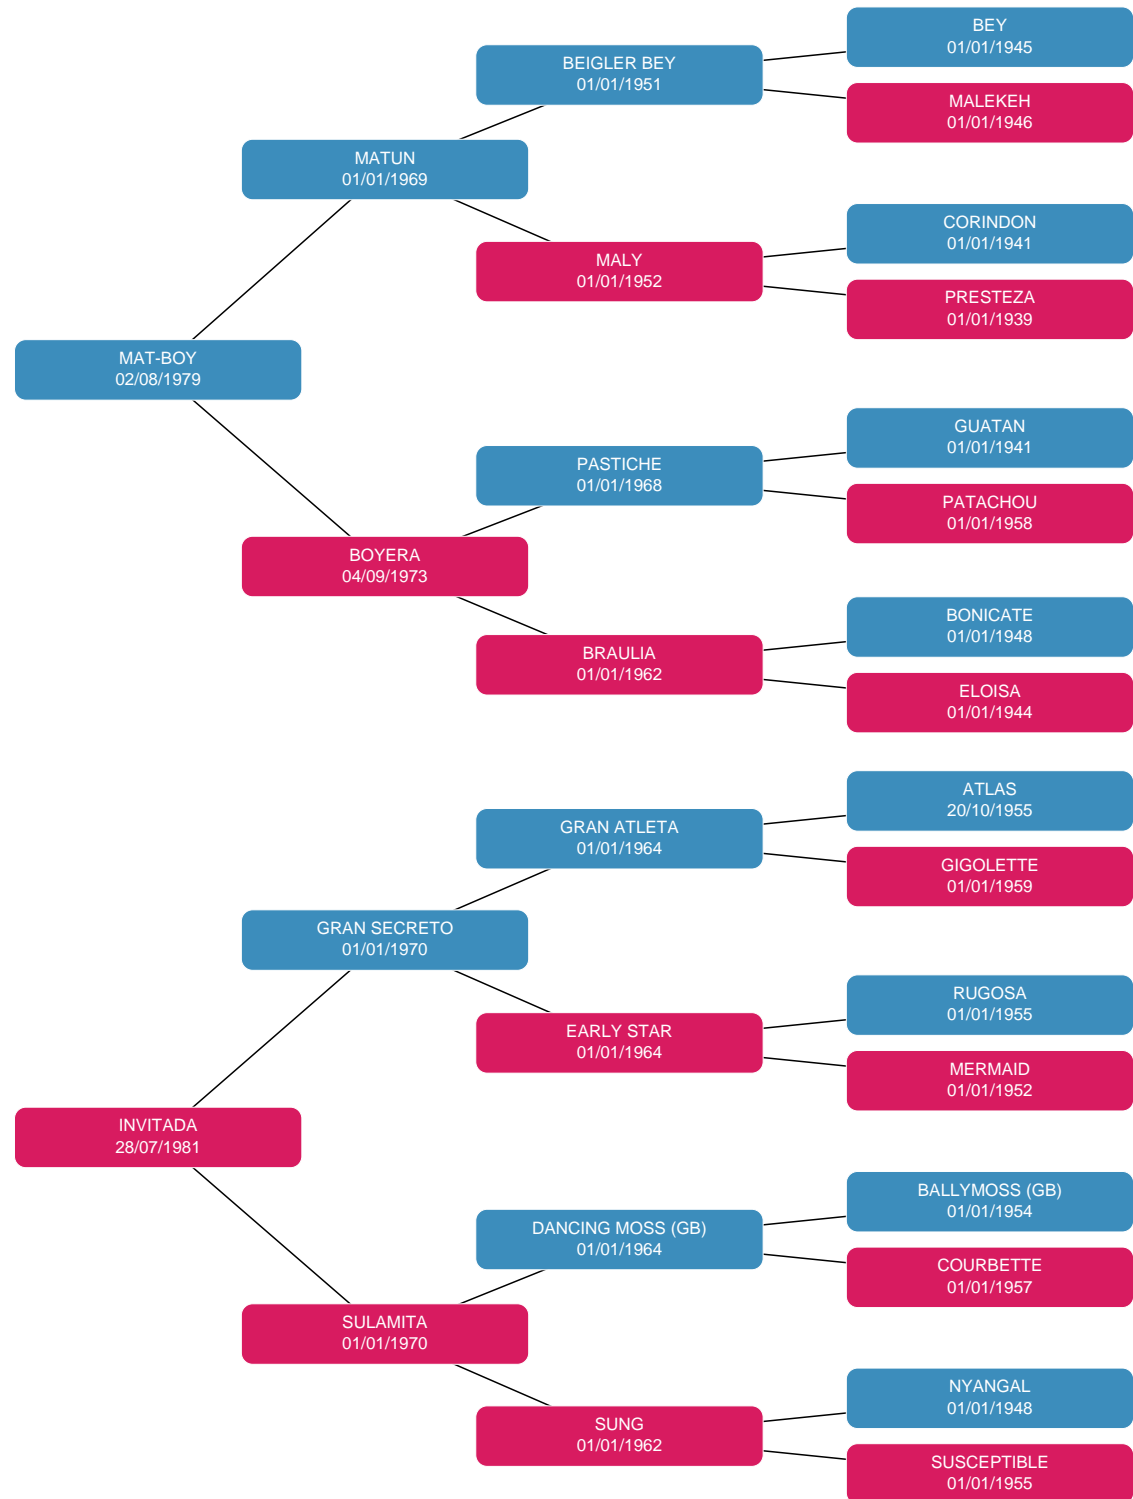 BEY
01/01/1945
BEIGLER BEY
01/01/1951
MALEKEH
01/01/1946
MATUN
01/01/1969
CORINDON
01/01/1941
MALY
01/01/1952
PRESTEZA
01/01/1939
MAT-BOY
02/08/1979
GUATAN
01/01/1941
PASTICHE
01/01/1968
PATACHOU
01/01/1958
BOYERA
04/09/1973
BONICATE
01/01/1948
BRAULIA
01/01/1962
ELOISA
01/01/1944
ATLAS
20/10/1955
GRAN ATLETA
01/01/1964
GIGOLETTE
01/01/1959
GRAN SECRETO
01/01/1970
RUGOSA
01/01/1955
EARLY STAR
01/01/1964
MERMAID
01/01/1952
INVITADA
28/07/1981
BALLYMOSS (GB)
01/01/1954
DANCING MOSS (GB)
01/01/1964
COURBETTE
01/01/1957
SULAMITA
01/01/1970
NYANGAL
01/01/1948
SUNG
01/01/1962
SUSCEPTIBLE
01/01/1955